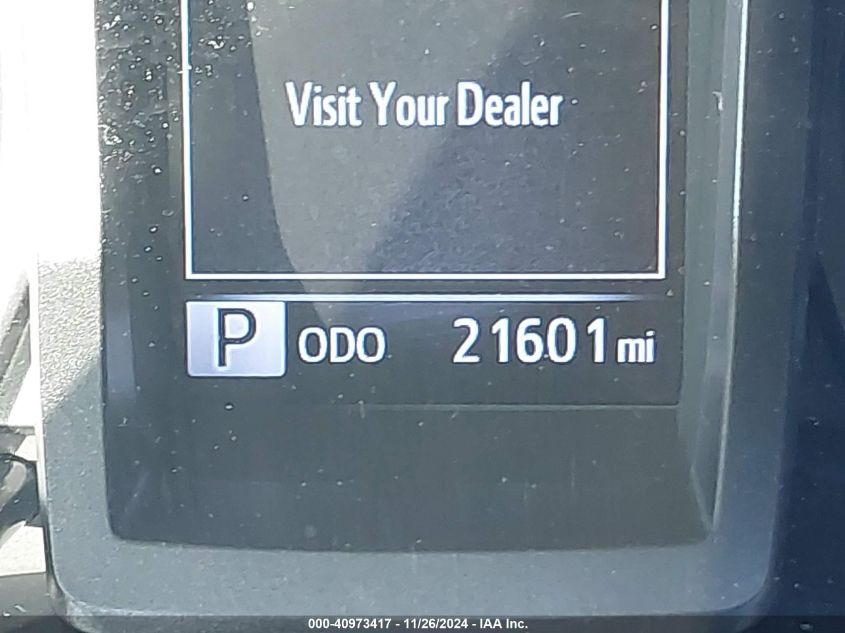 Visit Your Dealer
P ODO 21601 mi
000-40973417 - 11/26/2024 - IAA Inc.